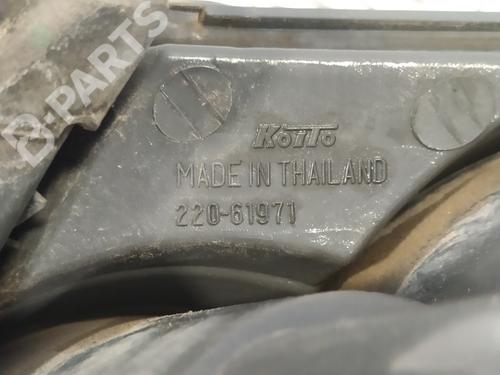 B-PARTS
KOITO
MADE IN THAILAND
220-61971